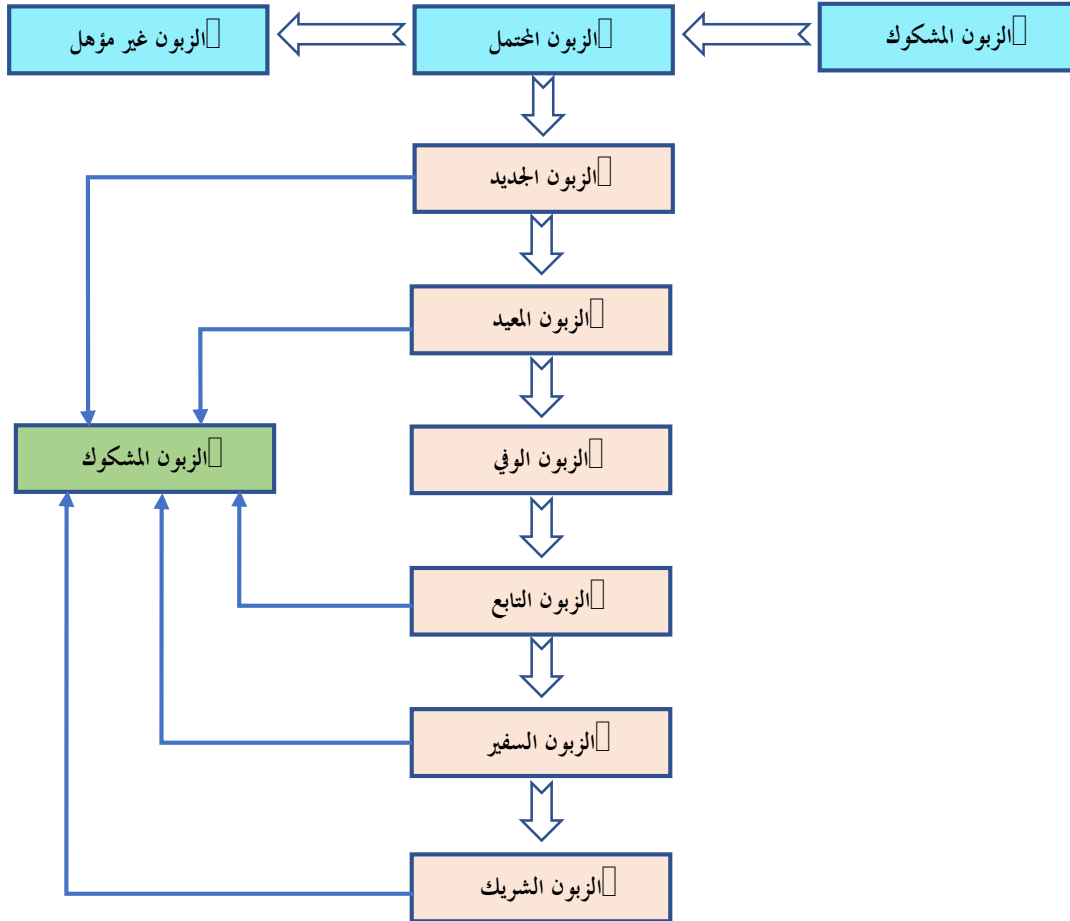 الزبون المشكوك
الزبون المحتمل
الزبون غير مؤهل
الزبون الجديد
الزبون المعيد
الزبون الوفي
الزبون المشكوك
الزبون التابع
الزبون السفير
الزبون الشريك